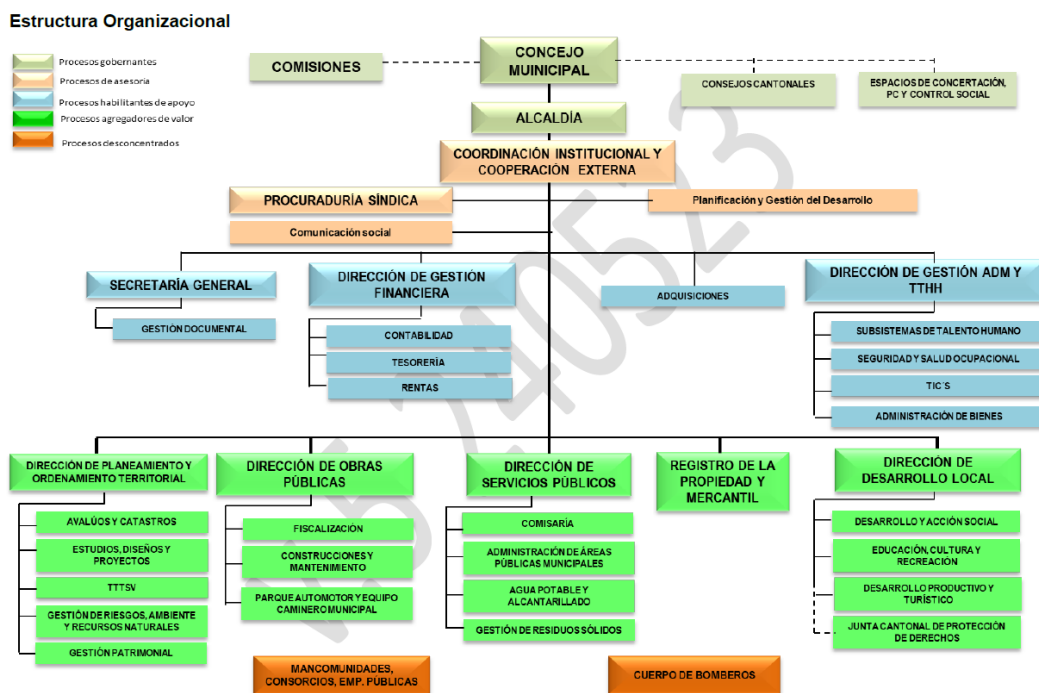 Estructura Organizacional
Procesos gobernantes
Procesos de asesoría
Procesos habilitantes de apoyo
Procesos agregadores de valor
Procesos desconcentrados
COMISIONES
CONCEJO
MUINICIPAL
CONSEJOS CANTONALES
ESPACIOS DE CONCERTACIÓN,
PC Y CONTROL SOCIAL
ALCALDÍA
COORDINACIÓN INSTITUCIONAL Y
COOPERACIÓN EXTERNA
PROCURADURÍA SÍNDICA
Planificación y Gestión del Desarrollo
Comunicación social
SECRETARÍA GENERAL
GESTIÓN DOCUMENTAL
DIRECCIÓN DE GESTIÓN
FINANCIERA
CONTABILIDAD
TESORERÍA
RENTAS
ADQUISICIONES
DIRECCIÓN DE GESTIÓN ADM Y
TTHH
SUBSISTEMAS DE TALENTO HUMANO
SEGURIDAD Y SALUD OCUPACIONAL
TIC´S
ADMINISTRACIÓN DE BIENES
DIRECCIÓN DE PLANEAMIENTO Y
ORDENAMIENTO TERRITORIAL
AVALÚOS Y CATASTROS
ESTUDIOS, DISEÑOS Y
PROYECTOS
TTTSV
GESTIÓN DE RIESGOS, AMBIENTE
Y RECURSOS NATURALES
GESTIÓN PATRIMONIAL
DIRECCIÓN DE OBRAS
PÚBLICAS
FISCALIZACIÓN
CONSTRUCCIONES Y
MANTENIMIENTO
PARQUE AUTOMOTOR Y EQUIPO
CAMINERO MUNICIPAL
DIRECCIÓN DE
SERVICIOS PÚBLICOS
COMISARÍA
ADMINISTRACIÓN DE ÁREAS
PÚBLICAS MUNICIPALES
AGUA POTABLE Y
ALCANTARILLADO
GESTIÓN DE RESIDUOS SÓLIDOS
REGISTRO DE LA
PROPIEDAD Y
MERCANTIL
DIRECCIÓN DE
DESARROLLO LOCAL
DESARROLLO Y ACCIÓN SOCIAL
EDUCACIÓN, CULTURA Y
RECREACIÓN
DESARROLLO PRODUCTIVO Y
TURÍSTICO
JUNTA CANTONAL DE PROTECCIÓN
DE DERECHOS
MANCOMUNIDADES,
CONSORCIOS, EMP. PÚBLICAS
CUERPO DE BOMBEROS